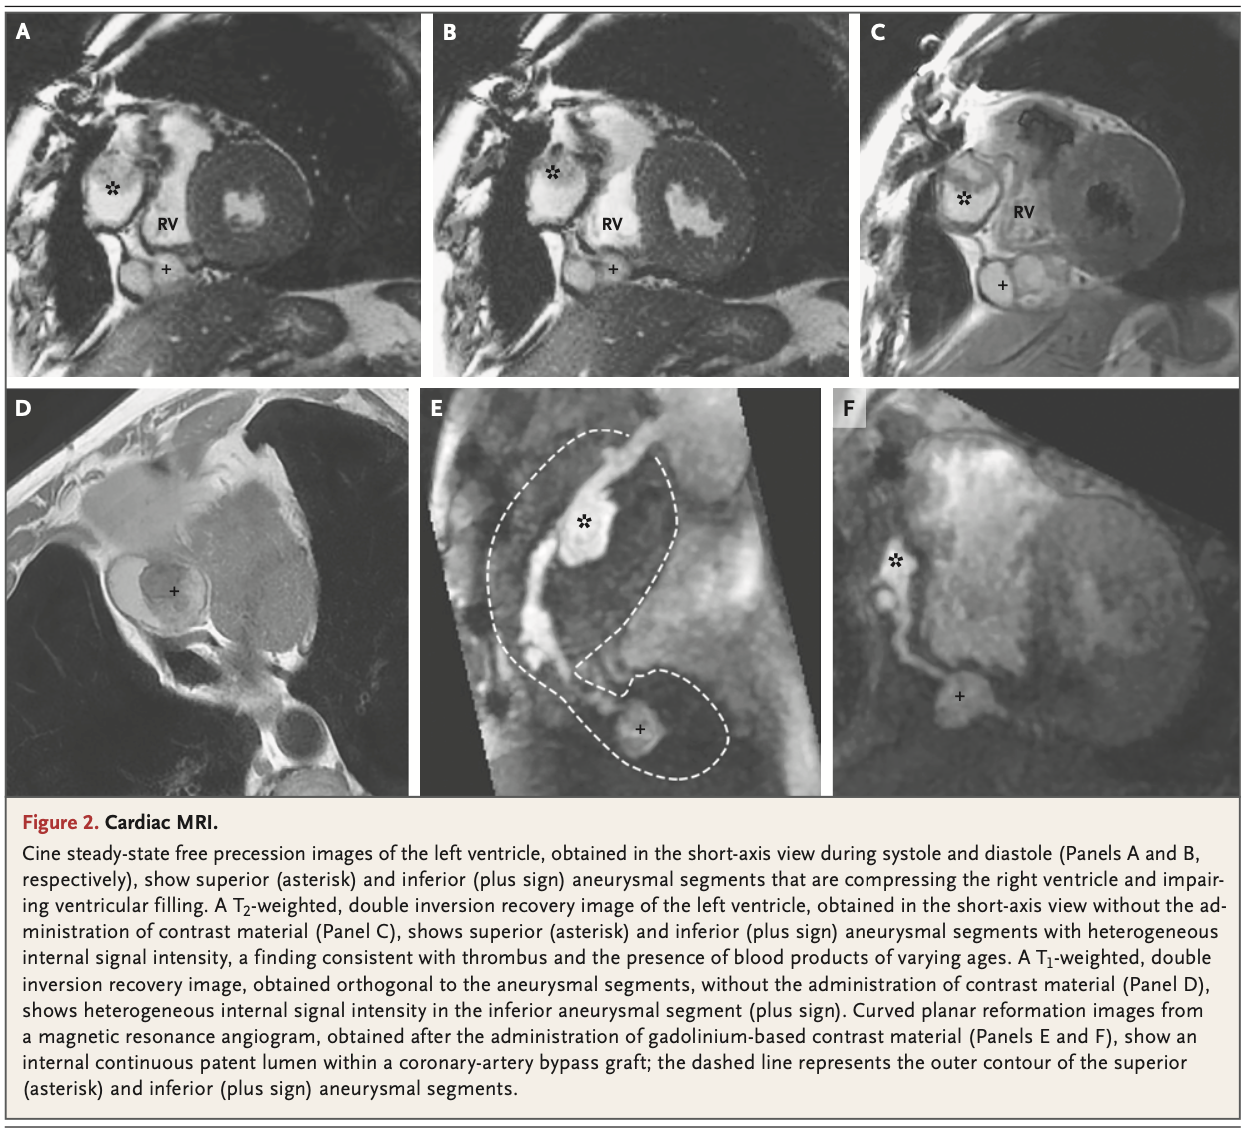 A
B
C
*
*
*
RV
RV
RV
+
+
+
D
E
F
*
*
+
+
+
Figure 2. Cardiac MRI.
Cine steady-state free precession images of the left ventricle, obtained in the short-axis view during systole and diastole (Panels A and B,
respectively), show superior (asterisk) and inferior (plus sign) aneurysmal segments that are compressing the right ventricle and impair-
ing ventricular filling. A T2-weighted, double inversion recovery image of the left ventricle, obtained in the short-axis view without the ad-
ministration of contrast material (Panel C), shows superior (asterisk) and inferior (plus sign) aneurysmal segments with heterogeneous
internal signal intensity, a finding consistent with thrombus and the presence of blood products of varying ages. A T1-weighted, double
inversion recovery image, obtained orthogonal to the aneurysmal segments, without the administration of contrast material (Panel D),
shows heterogeneous internal signal intensity in the inferior aneurysmal segment (plus sign). Curved planar reformation images from
a magnetic resonance angiogram, obtained after the administration of gadolinium-based contrast material (Panels E and F), show an
internal continuous patent lumen within a coronary-artery bypass graft; the dashed line represents the outer contour of the superior
(asterisk) and inferior (plus sign) aneurysmal segments.